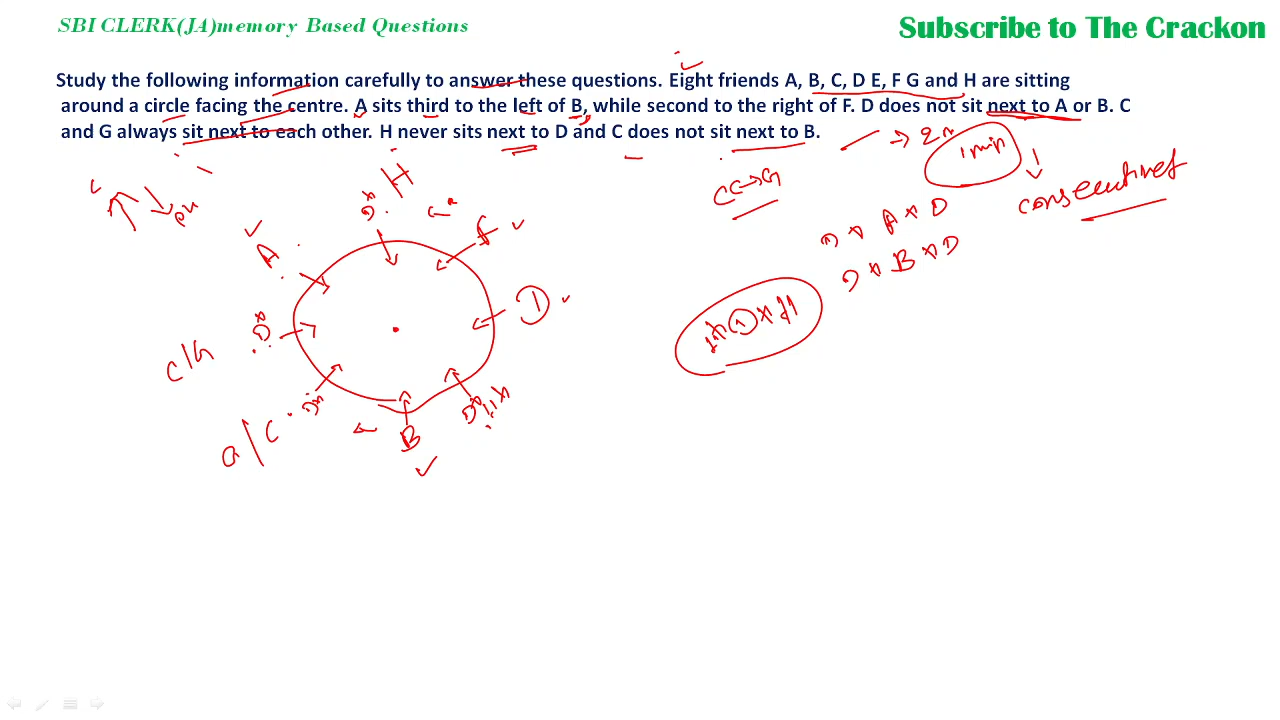 SBI CLERK(JA)memory Based Questions
Subscribe to The Crackon
Study the following information carefully to answer these questions. Eight friends A, B, C, D E, F G and H are sitting
around a circle facing the centre. A sits third to the left of B, while second to the right of F. D does not sit next to A or B. C
and G always sit next to each other. H never sits next to D and C does not sit next to B.
1 min
consecutives
H
F
A
A × D
D
B × D
C/G
G/C
B